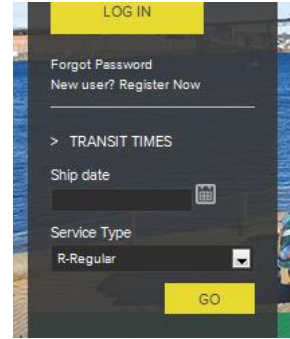 LOG IN
Forgot Password
New user? Register Now
> TRANSIT TIMES
Ship date
Service Type
R-Regular
GO